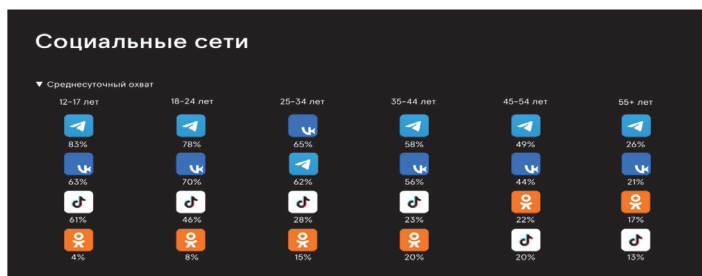 Социальные сети
▼ Среднесуточный охват
12-17 лет 18-24 лет 25-34 лет 35-44 лет 45-54 лет 55+ лет
83% 78% 65% 58% 49% 26%
63% 70% 62% 56% 44% 21%
61% 46% 28% 23% 22% 17%
4% 8% 15% 20% 20% 13%